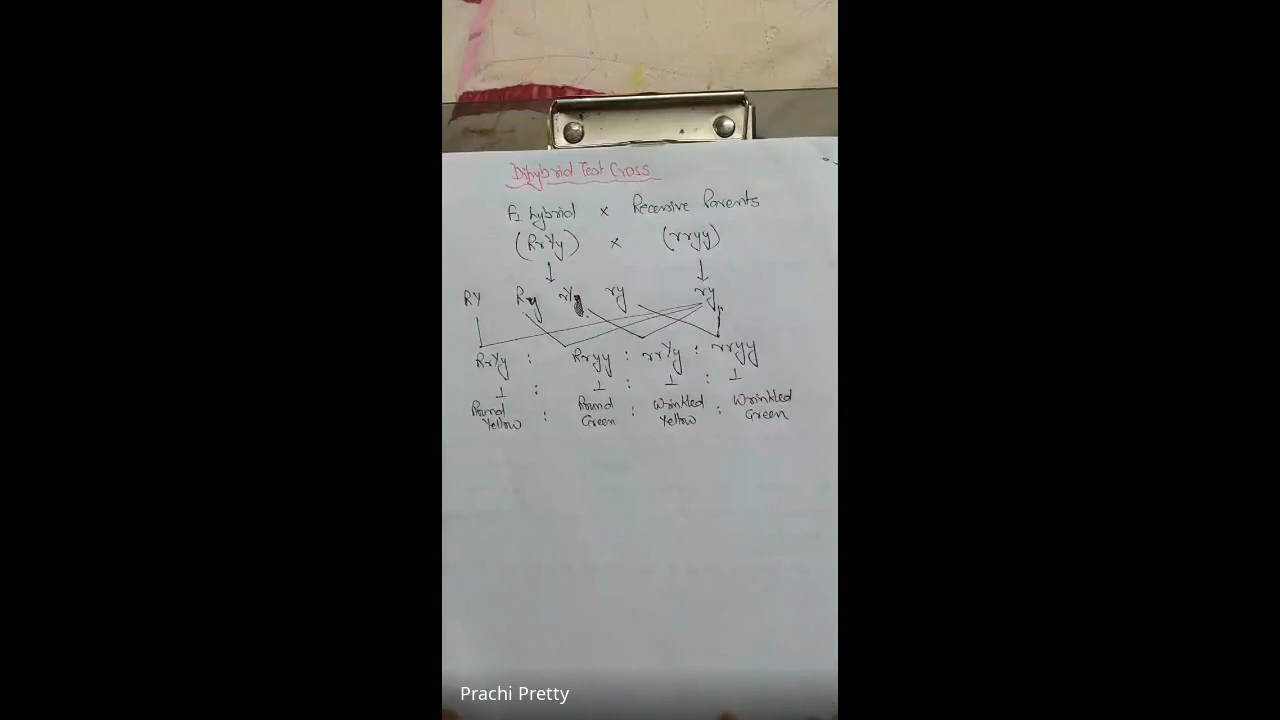 Dihybrid Test Cross
F1 hybrid × Recessive Parents
(RrYy) × (rryy)
RY Ry rY ry ry
RrYy : Rryy : rrYy : rryy
1 : 1 : 1 : 1
Round Yellow : Round Green : Wrinkled Yellow : Wrinkled Green
Prachi Pretty